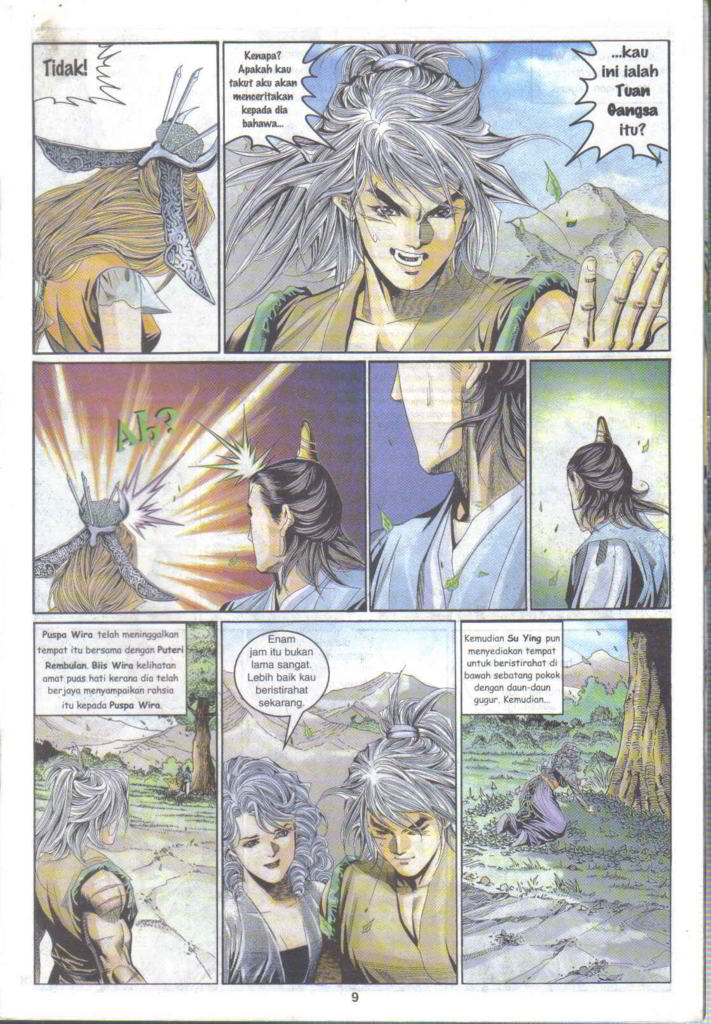 Tidak!
Kenapa?
Apakah kau
takut aku akan
menceritakan
kepada dia
bahawa...
...kau
ini ialah
Tuan
Gangsa
itu?
Ah?
Puspa Wira telah meninggalkan
tempat itu bersama dengan Puteri
Rembulan. Biis Wira kelihatan
amat puas hati kerana dia telah
berjaya menyampaikan rahsia
itu kepada Puspa Wira.
Enam
jam itu bukan
lama sangat.
Lebih baik kau
beristirahat
sekarang.
Kemudian Su Ying pun
menyediakan tempat
untuk beristirahat di
bawah sebatang pokok
dengan daun-daun
gugur. Kemudian...
9